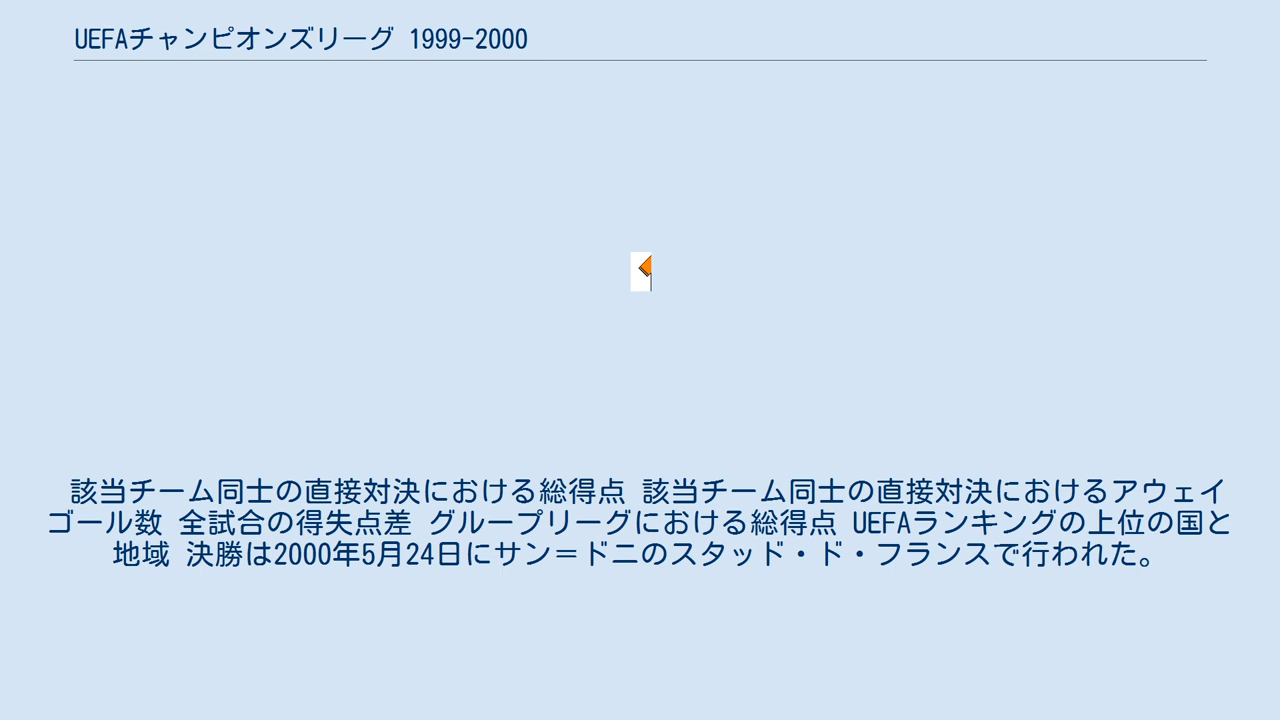 UEFAチャンピオンズリーグ 1999-2000
該当チーム同士の直接対決における総得点 該当チーム同士の直接対決におけるアウェイ
ゴール数 全試合の得失点差 グループリーグにおける総得点 UEFAランキングの上位の国と
地域 決勝は2000年5月24日にサン＝ドニのスタッド・ド・フランスで行われた。